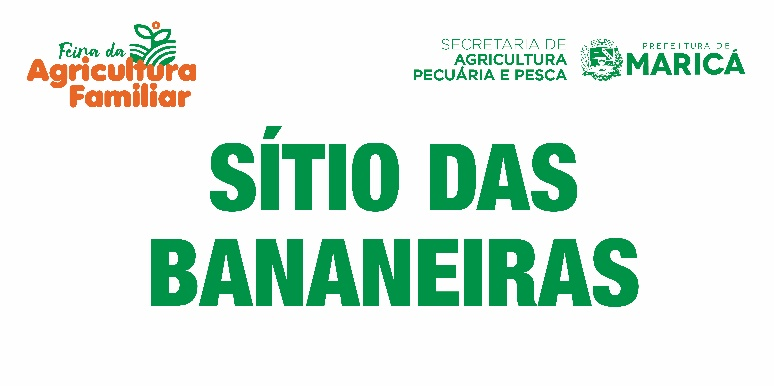 Feira da
Agricultura
Familiar
SECRETARIA DE
AGRICULTURA
PECUÁRIA E PESCA
PREFEITURA DE
MARICÁ
SÍTIO DAS
BANANEIRAS